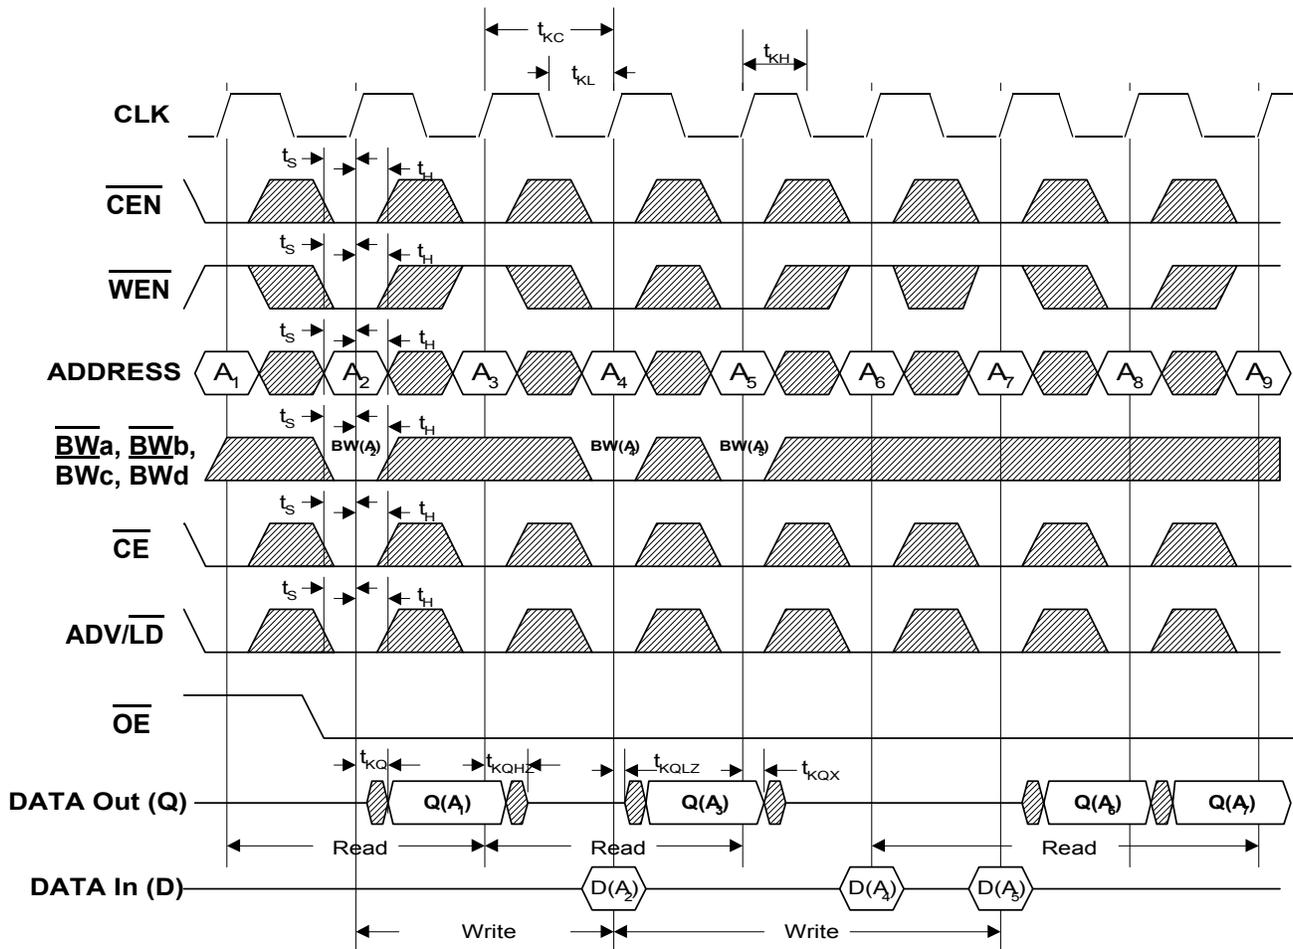 tKC
tKL
tKH
CLK
tS
tH
CEN
tS
tH
WEN
tS
tH
ADDRESS
A1
A2
A3
A4
A5
A6
A7
A8
A9
tS
tH
BWa, BWb,
BWc, BWd
BW(A2)
BW(A4)
BW(A5)
tS
tH
CE
tS
tH
ADV/LD
OE
tKQ
tKQHZ
tKQLZ
tKQX
DATA Out (Q)
Q(A1)
Q(A3)
Q(A6)
Q(A7)
Read
Read
Read
DATA In (D)
D(A2)
D(A4)
D(A5)
Write
Write